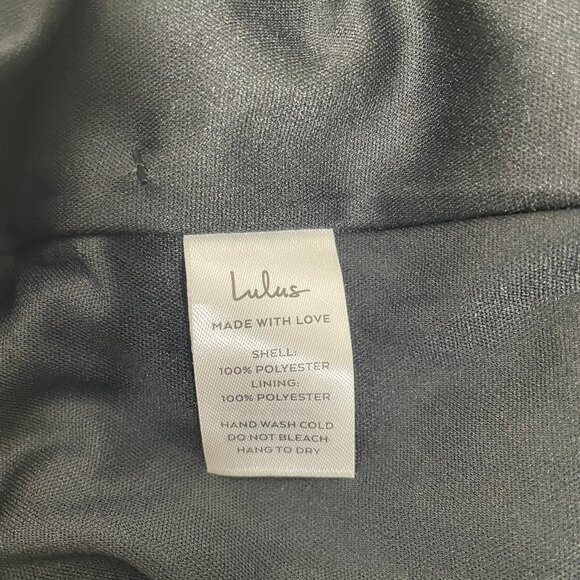 Lulus
MADE WITH LOVE
SHELL:
100% POLYESTER
LINING:
100% POLYESTER
HAND WASH COLD
DO NOT BLEACH
HANG TO DRY